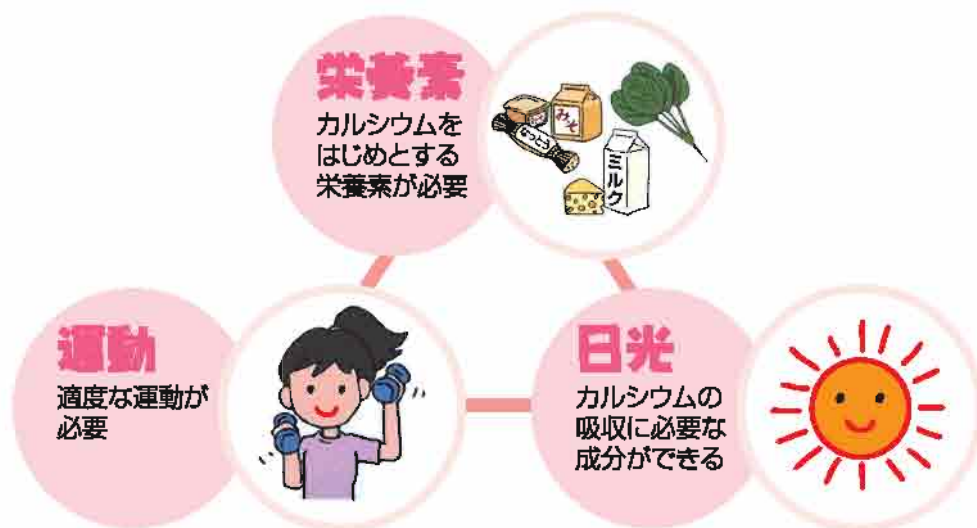 栄養素
カルシウムを
はじめとする
栄養素が必要
みそ
なっとう
ミルク
運動
適度な運動が
必要
日光
カルシウムの
吸収に必要な
成分ができる